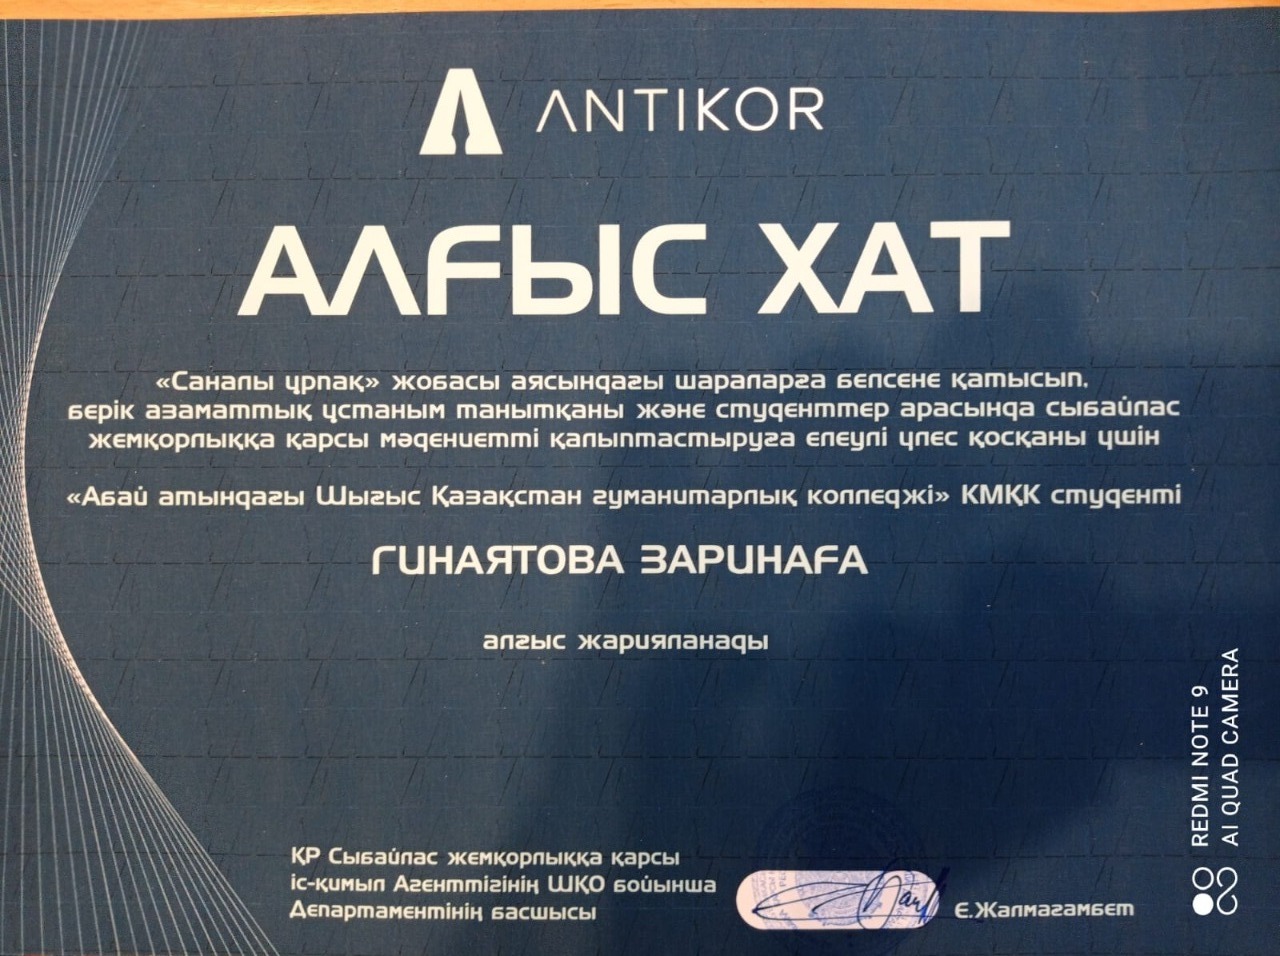 ANTIKOR
АЛҒЫС ХАТ
«Саналы ұрпақ» жобасы аясындағы шараларға белсене қатысып,
берік азаматтық ұстаным танытқаны және студенттер арасында сыбайлас
жемқорлыққа қарсы мәдениетті қалыптастыруға елеулі үлес қосқаны үшін
«Абай атындағы Шығыс Қазақстан гуманитарлық колледжі» КМҚК студенті
ГИНАЯТОВА ЗАРИНАҒА
алғыс жарияланады
ҚР Сыбайлас жемқорлыққа қарсы
іс-қимыл Агенттігінің ШҚО бойынша
Департаментінің басшысы
Е.Жалмағамбет
REDMI NOTE 9
AI QUAD CAMERA